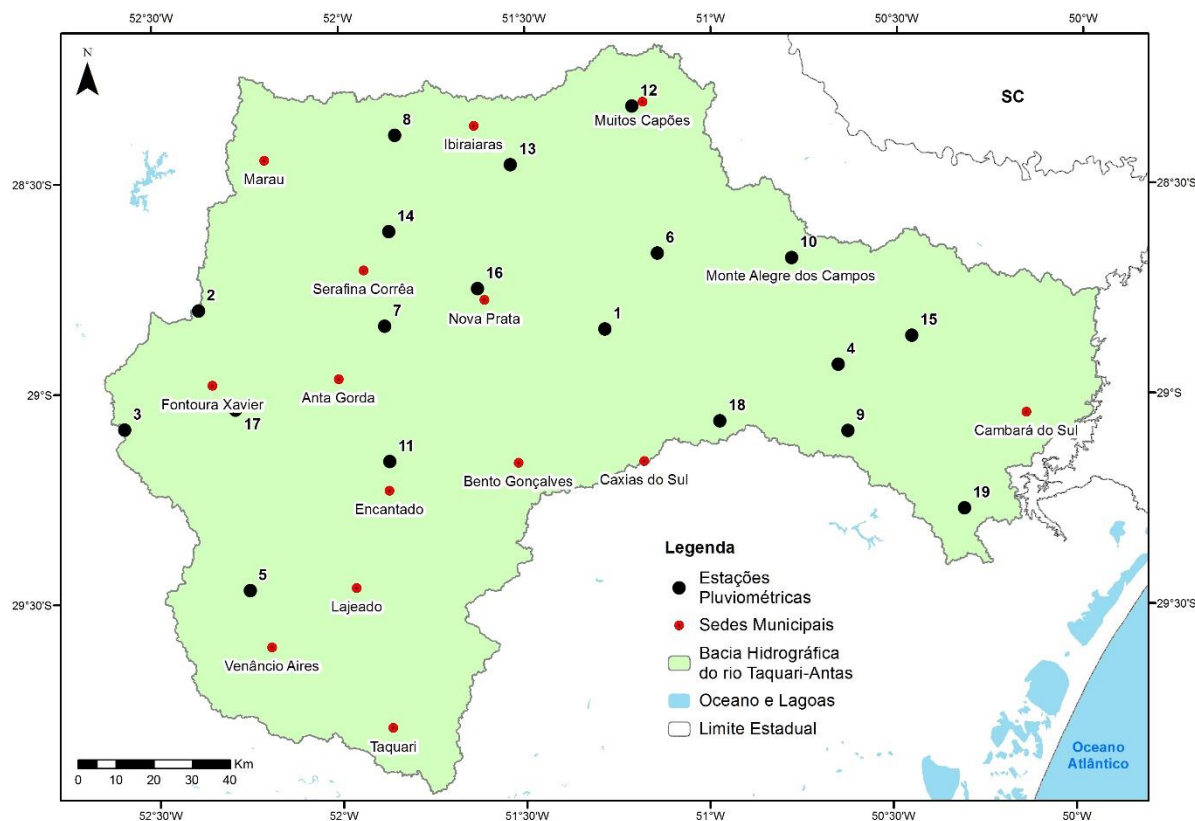 52°30'W 52°W 51°30'W 51°W 50°30'W 50°W
N
SC
12
Muitos Capões
8
Ibiraiaras
13
Marau
28°30'S 28°30'S
14
6
10
Serafina Corrêa
16
Monte Alegre dos Campos
2
7
Nova Prata
1
15
4
29°S 29°S
Fontoura Xavier
Anta Gorda
3
17
18
9
Cambará do Sul
11
Bento Gonçalves
Caxias do Sul
Encantado
19
5
Lajeado
29°30'S 29°30'S
Venâncio Aires
Taquari
Legenda
Estações
Pluviométricas
Sedes Municipais
Bacia Hidrográfica
do rio Taquari-Antas
Oceano e Lagoas
Limite Estadual
Oceano
Atlântico
Km
0 10 20 30 40
52°30'W 52°W 51°30'W 51°W 50°30'W 50°W